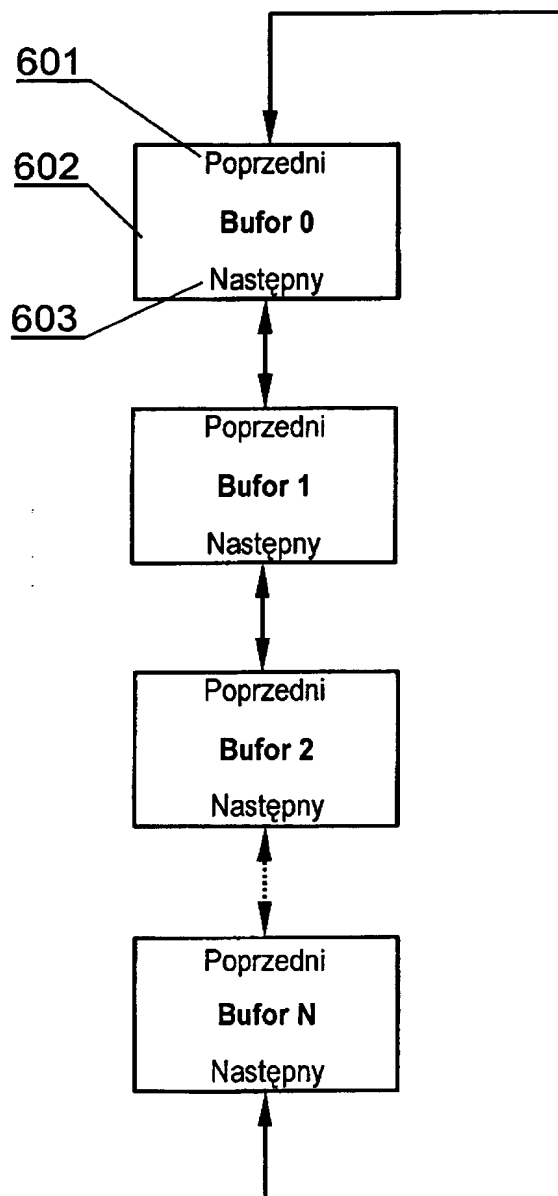 601
Poprzedni
602
Bufor 0
Następny
603
Poprzedni
Bufor 1
Następny
Poprzedni
Bufor 2
Następny
Poprzedni
Bufor N
Następny